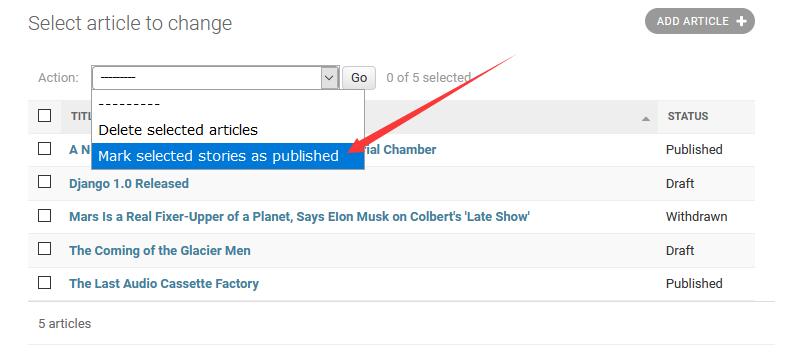 Select article to change
ADD ARTICLE +
Action: --------- Go 0 of 5 selected
---------
Delete selected articles
Mark selected stories as published
TITL STATUS
A N rial Chamber Published
Django 1.0 Released Draft
Mars Is a Real Fixer-Upper of a Planet, Says Elon Musk on Colbert's 'Late Show' Withdrawn
The Coming of the Glacier Men Draft
The Last Audio Cassette Factory Published
5 articles